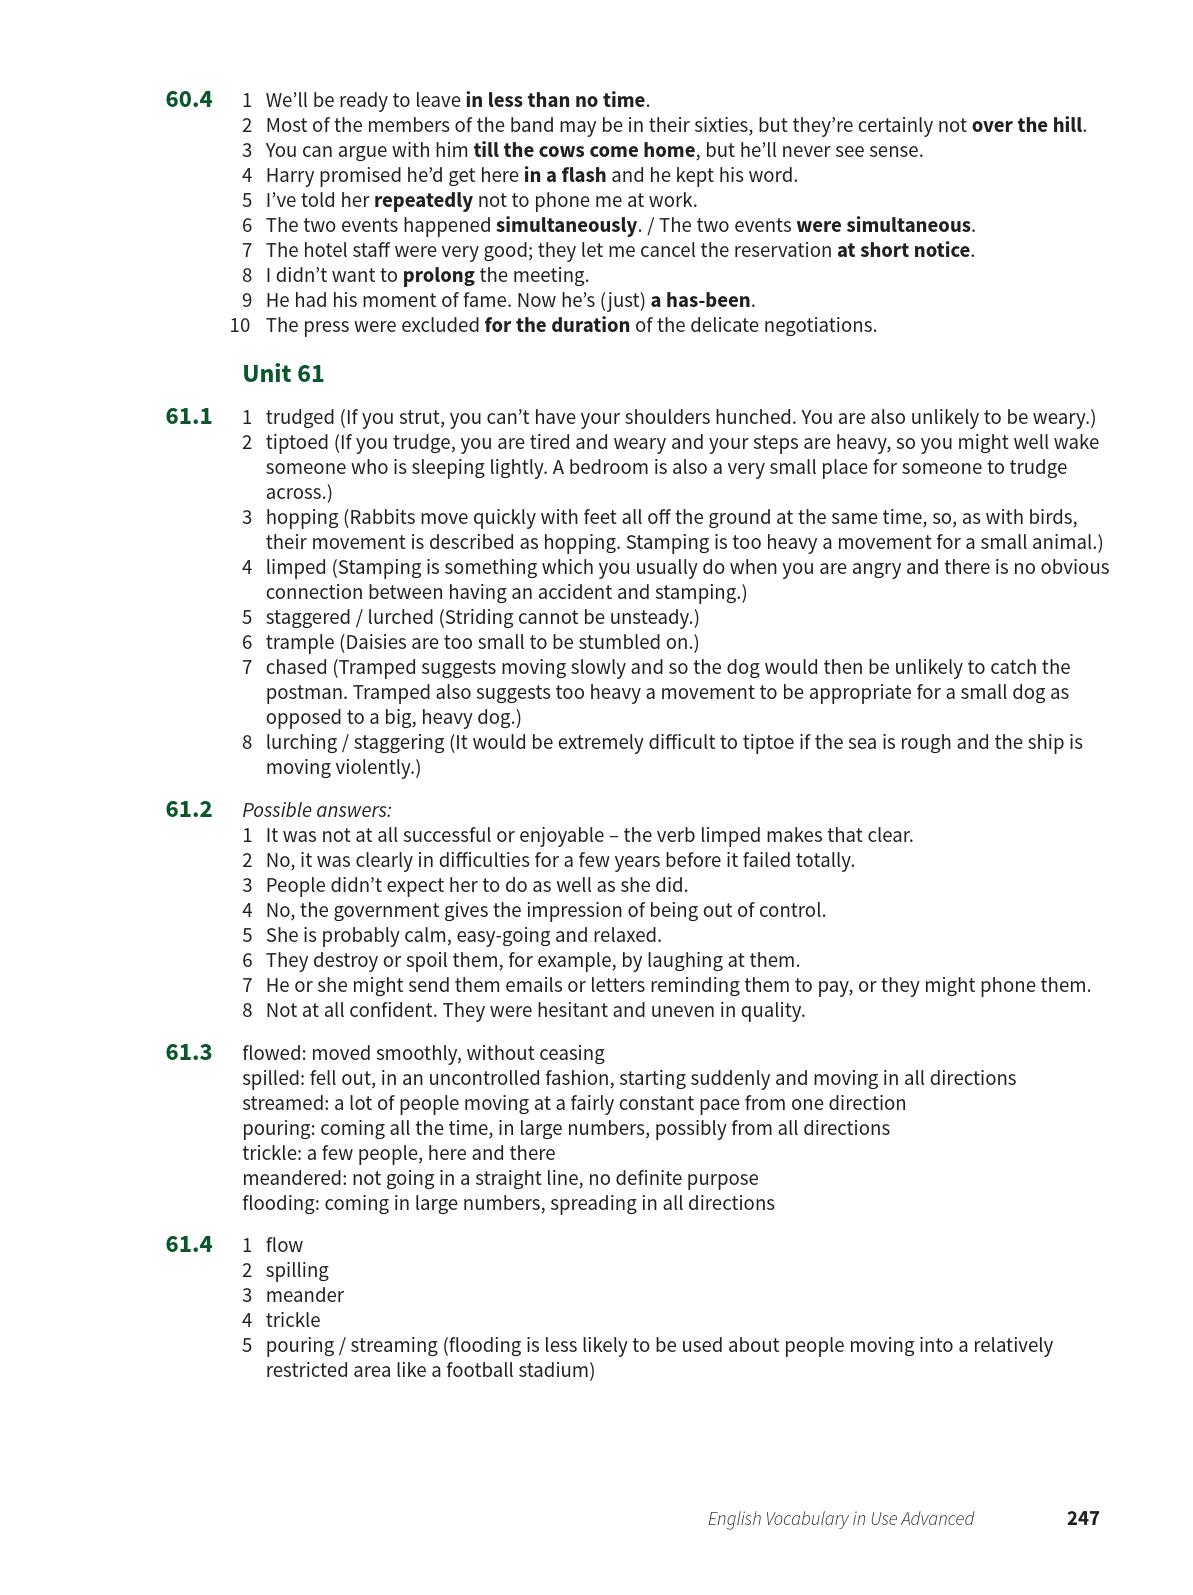 60.4 1 We’ll be ready to leave in less than no time.
2 Most of the members of the band may be in their sixties, but they’re certainly not over the hill.
3 You can argue with him till the cows come home, but he’ll never see sense.
4 Harry promised he’d get here in a flash and he kept his word.
5 I’ve told her repeatedly not to phone me at work.
6 The two events happened simultaneously. / The two events were simultaneous.
7 The hotel staff were very good; they let me cancel the reservation at short notice.
8 I didn’t want to prolong the meeting.
9 He had his moment of fame. Now he’s (just) a has-been.
10 The press were excluded for the duration of the delicate negotiations.
Unit 61
61.1 1 trudged (If you strut, you can’t have your shoulders hunched. You are also unlikely to be weary.)
2 tiptoed (If you trudge, you are tired and weary and your steps are heavy, so you might well wake
someone who is sleeping lightly. A bedroom is also a very small place for someone to trudge
across.)
3 hopping (Rabbits move quickly with feet all off the ground at the same time, so, as with birds,
their movement is described as hopping. Stamping is too heavy a movement for a small animal.)
4 limped (Stamping is something which you usually do when you are angry and there is no obvious
connection between having an accident and stamping.)
5 staggered / lurched (Striding cannot be unsteady.)
6 trample (Daisies are too small to be stumbled on.)
7 chased (Tramped suggests moving slowly and so the dog would then be unlikely to catch the
postman. Tramped also suggests too heavy a movement to be appropriate for a small dog as
opposed to a big, heavy dog.)
8 lurching / staggering (It would be extremely difficult to tiptoe if the sea is rough and the ship is
moving violently.)
61.2 Possible answers:
1 It was not at all successful or enjoyable – the verb limped makes that clear.
2 No, it was clearly in difficulties for a few years before it failed totally.
3 People didn’t expect her to do as well as she did.
4 No, the government gives the impression of being out of control.
5 She is probably calm, easy-going and relaxed.
6 They destroy or spoil them, for example, by laughing at them.
7 He or she might send them emails or letters reminding them to pay, or they might phone them.
8 Not at all confident. They were hesitant and uneven in quality.
61.3 flowed: moved smoothly, without ceasing
spilled: fell out, in an uncontrolled fashion, starting suddenly and moving in all directions
streamed: a lot of people moving at a fairly constant pace from one direction
pouring: coming all the time, in large numbers, possibly from all directions
trickle: a few people, here and there
meandered: not going in a straight line, no definite purpose
flooding: coming in large numbers, spreading in all directions
61.4 1 flow
2 spilling
3 meander
4 trickle
5 pouring / streaming (flooding is less likely to be used about people moving into a relatively
restricted area like a football stadium)
English Vocabulary in Use Advanced 247